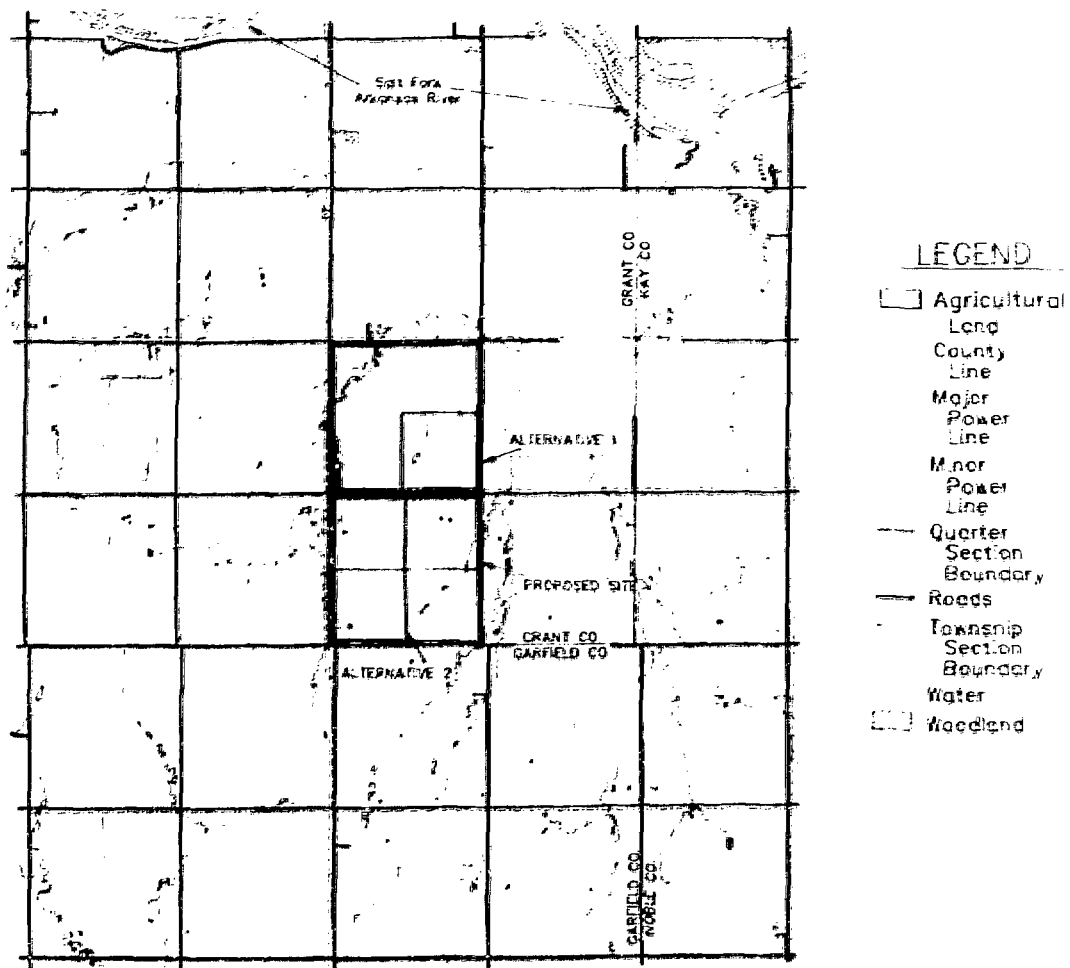 Salt Fork
Arkansas River
GRANT CO
KAY CO
ALTERNATIVE 1
PROPOSED SITE
GRANT CO
GARFIELD CO
ALTERNATIVE 2
GARFIELD CO
NOBLE CO
LEGEND
Agricultural
Land
County
Line
Major
Power
Line
Minor
Power
Line
Quarter
Section
Boundary
Roads
Township
Section
Boundary
Water
Woodland